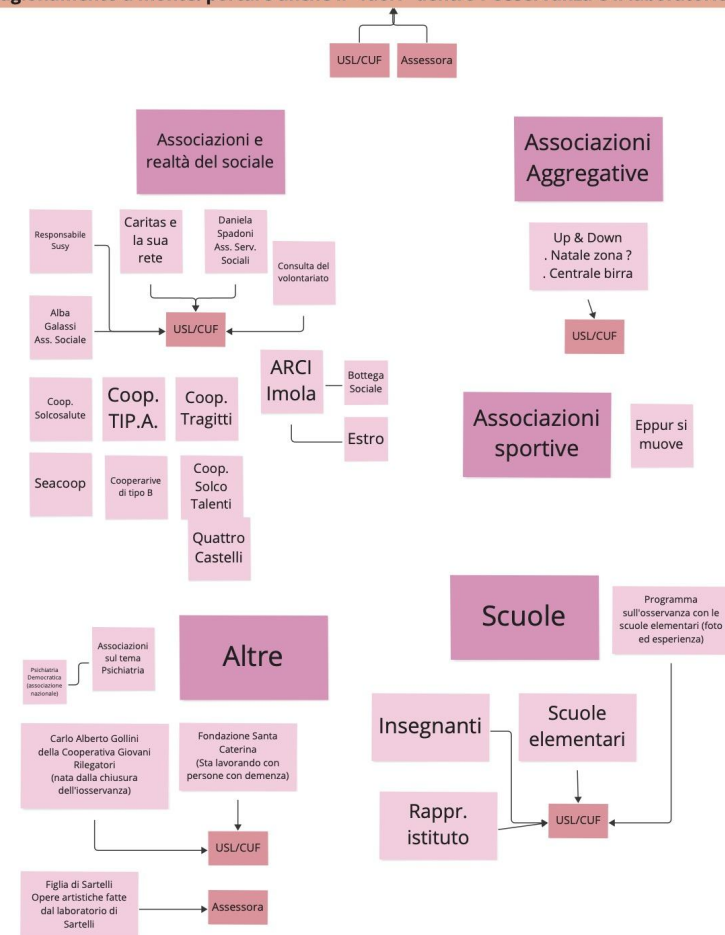 USL/CUF
Assessora
Associazioni e
realtà del sociale
Associazioni
Aggregative
Responsabile
Susy
Caritas e
la sua
rete
Daniela
Spadoni
Ass. Serv.
Sociali
Consulta del
volontariato
Up & Down
. Natale zona ?
. Centrale birra
Alba
Galassi
Ass. Sociale
USL/CUF
USL/CUF
ARCI
Imola
Bottega
Sociale
Estro
Coop.
Solcosalute
Coop.
TIP.A.
Coop.
Tragitti
Associazioni
sportive
Eppur si
muove
Seacoop
Cooperarive
di tipo B
Coop.
Solco
Talenti
Quattro
Castelli
Scuole
Programma
sull'osservanza con le
scuole elementari (foto
ed esperienza)
Altre
Associazioni
sul tema
Psichiatria
Psichiatria
Democratica
(associazione
nazionale)
Insegnanti
Scuole
elementari
Carlo Alberto Gollini
della Cooperativa Giovani
Rilegatori
(nata dalla chiusura
dell'iosservanza)
Fondazione Santa
Caterina
(Sta lavorando con
persone con demenza)
Rappr.
istituto
USL/CUF
USL/CUF
Figlia di Sartelli
Opere artistiche fatte
dal laboratorio di
Sartelli
Assessora